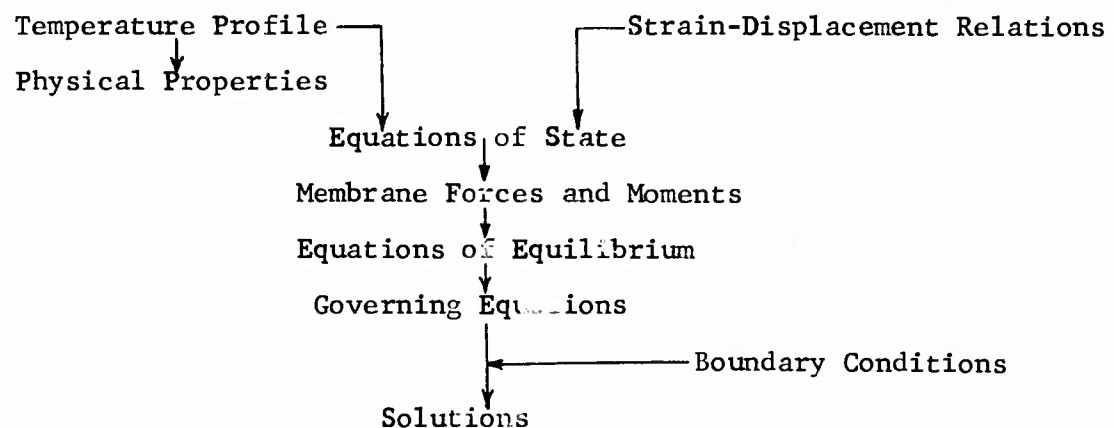 Temperature Profile
Strain-Displacement Relations
Physical Properties
Equations of State
Membrane Forces and Moments
Equations of Equilibrium
Governing Equations
Boundary Conditions
Solutions